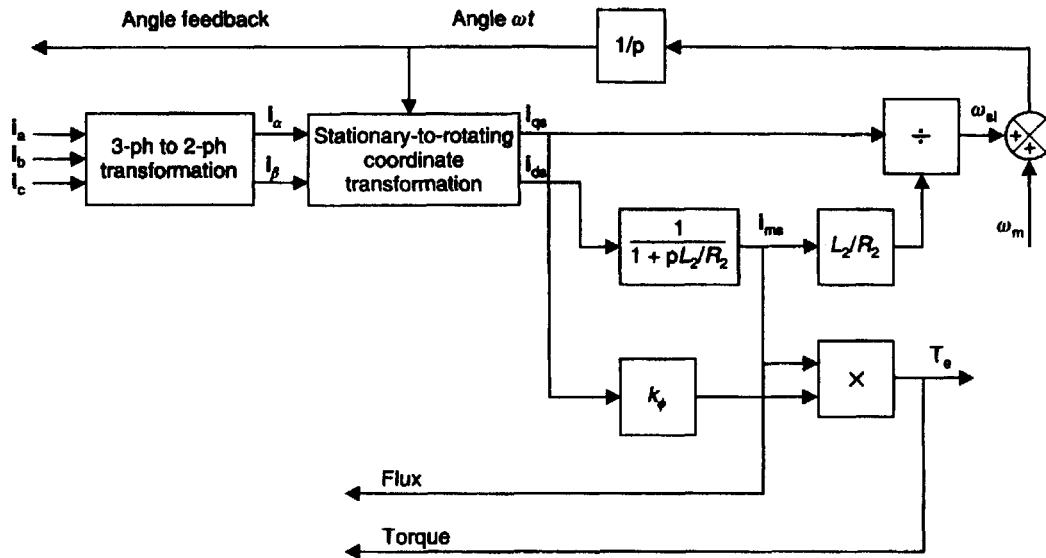 Angle feedback
Angle ωt
1/p
i_a
i_b
i_c
3-ph to 2-ph
transformation
i_α
i_β
Stationary-to-rotating
coordinate
transformation
i_qs
i_ds
÷
ω_sl
+
+
ω_m
1
1 + pL_2/R_2
i_ms
L_2/R_2
k_ϕ
×
T_e
Flux
Torque